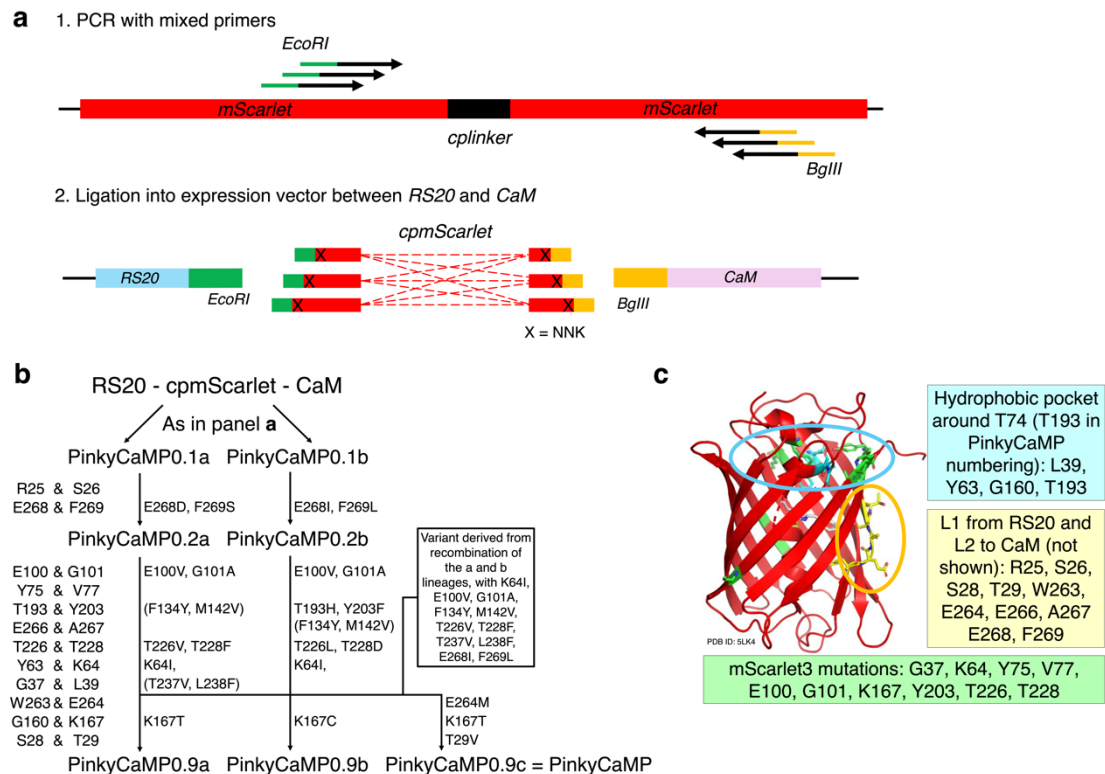 a
1. PCR with mixed primers
EcoRI
mScarlet
mScarlet
cplinker
BglII
2. Ligation into expression vector between RS20 and CaM
cpmScarlet
X
X
X
X
X
X
RS20
EcoRI
BglII
CaM
X = NNK
b
RS20 - cpmScarlet - CaM
As in panel a
PinkyCaMP0.1a PinkyCaMP0.1b
R25 & S26
E268 & F269
E268D, F269S
E268I, F269L
PinkyCaMP0.2a PinkyCaMP0.2b
E100 & G101
Y75 & V77
T193 & Y203
E266 & A267
T226 & T228
Y63 & K64
G37 & L39
W263 & E264
G160 & K167
S28 & T29
E100V, G101A
(F134Y, M142V)
T226V, T228F
K64I,
(T237V, L238F)
K167T
E100V, G101A
T193H, Y203F
(F134Y, M142V)
T226L, T228D
K64I,
K167C
Variant derived from
recombination of
the a and b
lineages, with K64I,
E100V, G101A,
F134Y, M142V,
T226V, T228F,
T237V, L238F,
E268I, F269L
E264M
K167T
T29V
PinkyCaMP0.9a PinkyCaMP0.9b PinkyCaMP0.9c = PinkyCaMP
c
PDB ID: 5LK4
Hydrophobic pocket
around T74 (T193 in
PinkyCaMP
numbering): L39,
Y63, G160, T193
L1 from RS20 and
L2 to CaM (not
shown): R25, S26,
S28, T29, W263,
E264, E266, A267
E268, F269
mScarlet3 mutations: G37, K64, Y75, V77,
E100, G101, K167, Y203, T226, T228